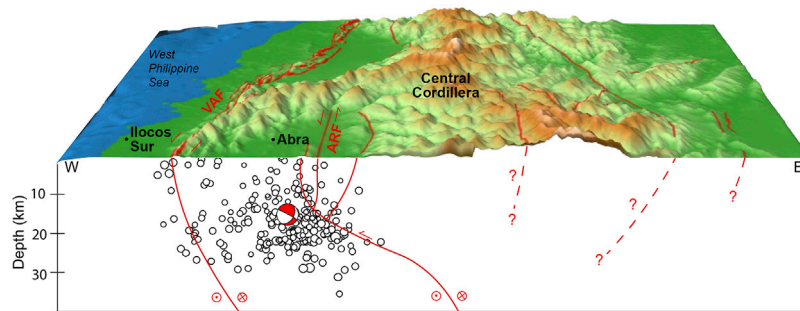 West
Philippine
Sea
VAF
Central
Cordillera
Ilocos
Sur
Abra
ARF
W
E
?
?
?
?
?
10
20
30
Depth (km)